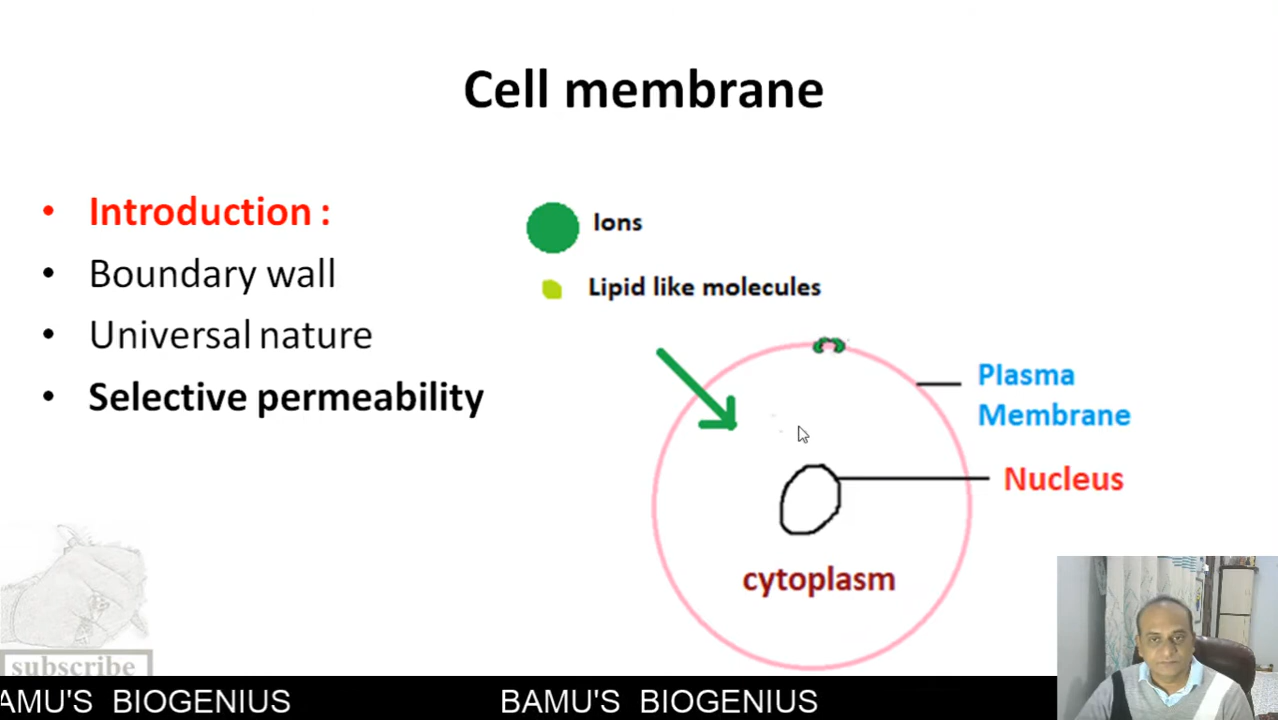 Cell membrane
• Introduction :
• Boundary wall
• Universal nature
• Selective permeability
Ions
Lipid like molecules
Plasma
Membrane
Nucleus
cytoplasm
subscribe
AMU'S BIOGENIUS BAMU'S BIOGENIUS